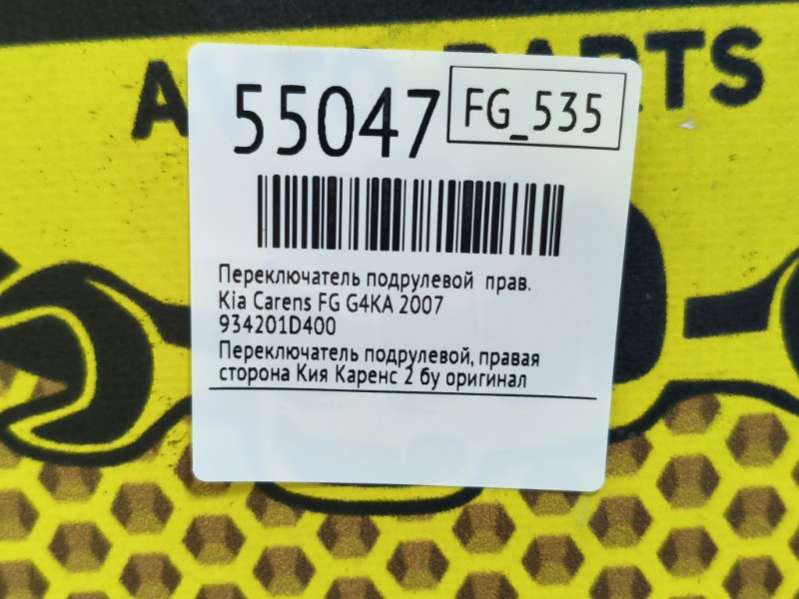 PARTS
55047
FG_535
Переключатель подрулевой прав.
Kia Carens FG G4KA 2007
934201D400
Переключатель подрулевой, правая
сторона Кия Каренс 2 бу оригинал